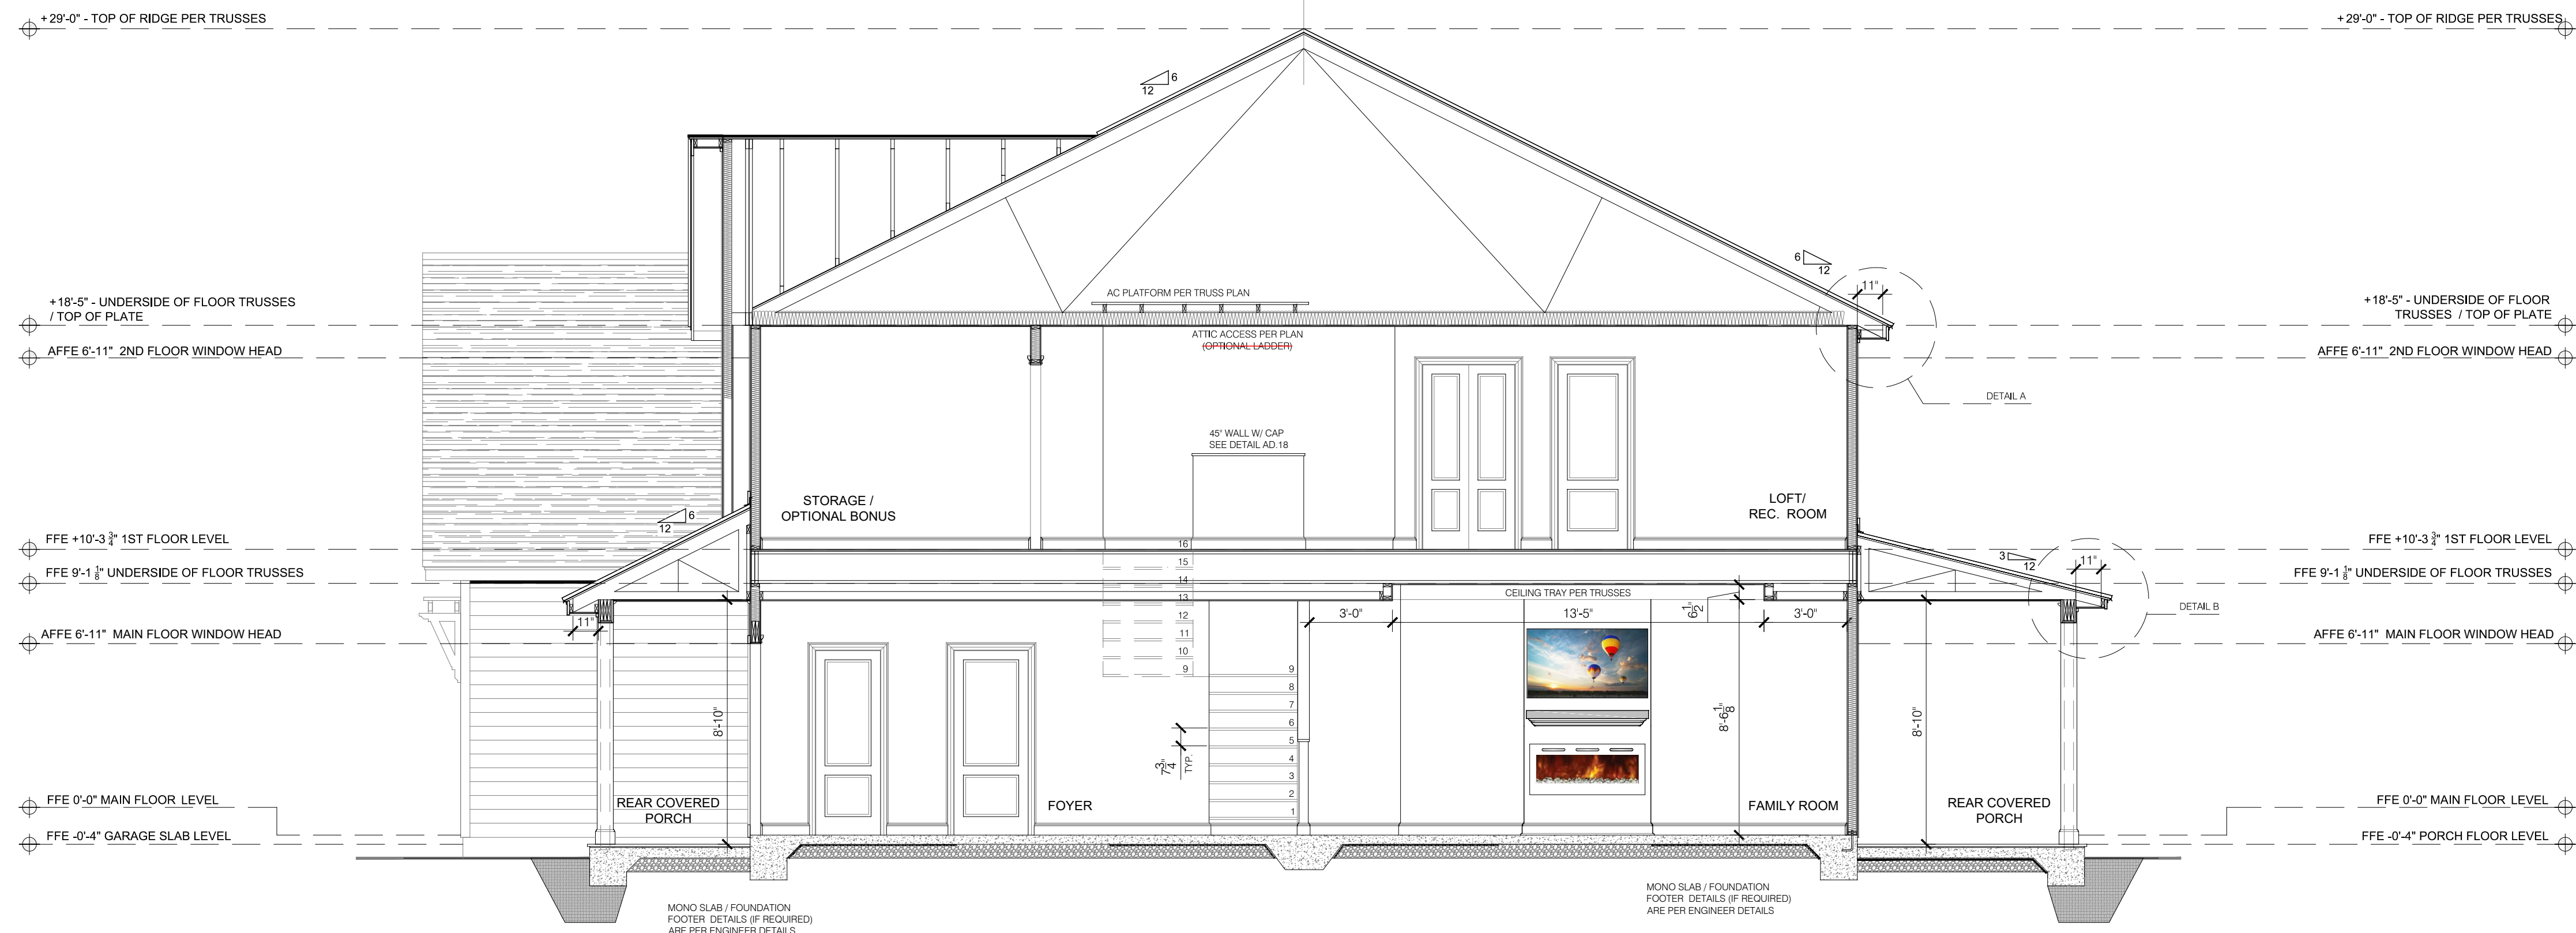 +29'-0" - TOP OF RIDGE PER TRUSSES
+29'-0" - TOP OF RIDGE PER TRUSSES
6
12
6
12
11"
AC PLATFORM PER TRUSS PLAN
+18'-5" - UNDERSIDE OF FLOOR TRUSSES
/ TOP OF PLATE
+18'-5" - UNDERSIDE OF FLOOR
TRUSSES / TOP OF PLATE
ATTIC ACCESS PER PLAN
(OPTIONAL LADDER)
AFFE 6'-11" 2ND FLOOR WINDOW HEAD
AFFE 6'-11" 2ND FLOOR WINDOW HEAD
DETAIL A
45" WALL W/ CAP
SEE DETAIL AD.18
STORAGE /
OPTIONAL BONUS
LOFT/
REC. ROOM
6
12
FFE +10'-3 3/4" 1ST FLOOR LEVEL
FFE +10'-3 3/4" 1ST FLOOR LEVEL
16
15
14
13
12
11
10
9
3
12
11"
FFE 9'-1 1/8" UNDERSIDE OF FLOOR TRUSSES
FFE 9'-1 1/8" UNDERSIDE OF FLOOR TRUSSES
CEILING TRAY PER TRUSSES
6 1/2"
DETAIL B
11"
3'-0"
13'-5"
3'-0"
AFFE 6'-11" MAIN FLOOR WINDOW HEAD
AFFE 6'-11" MAIN FLOOR WINDOW HEAD
9
8
7
6
5
4
3
2
1
8'-10"
7 3/4"
TYP.
8'-6 1/8"
8'-10"
FFE 0'-0" MAIN FLOOR LEVEL
REAR COVERED
PORCH
FOYER
FAMILY ROOM
REAR COVERED
PORCH
FFE 0'-0" MAIN FLOOR LEVEL
FFE -0'-4" GARAGE SLAB LEVEL
FFE -0'-4" PORCH FLOOR LEVEL
MONO SLAB / FOUNDATION
FOOTER DETAILS (IF REQUIRED)
ARE PER ENGINEER DETAILS
MONO SLAB / FOUNDATION
FOOTER DETAILS (IF REQUIRED)
ARE PER ENGINEER DETAILS